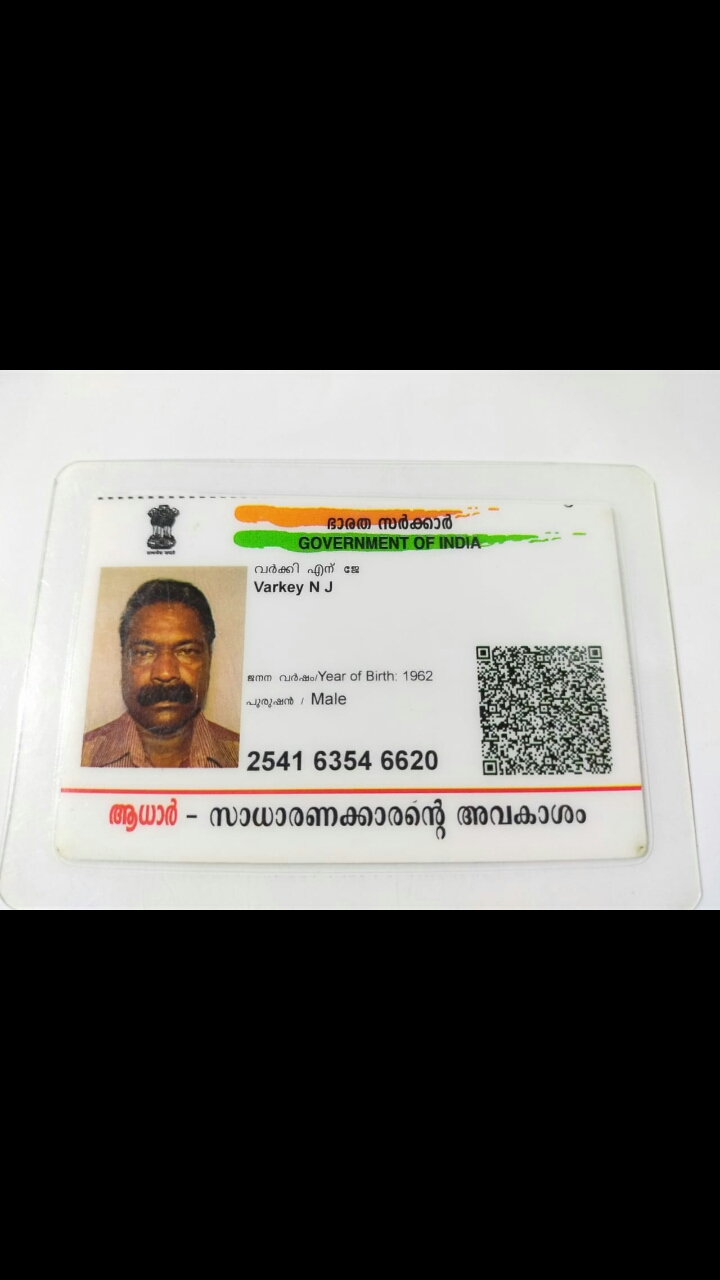 ഭാരത സർക്കാർ
GOVERNMENT OF INDIA
വർക്കി എന് ജേ
Varkey N J
ജനന വർഷം/Year of Birth: 1962
പുരുഷൻ / Male
2541 6354 6620
ആധാർ - സാധാരണക്കാരന്റെ അവകാശം